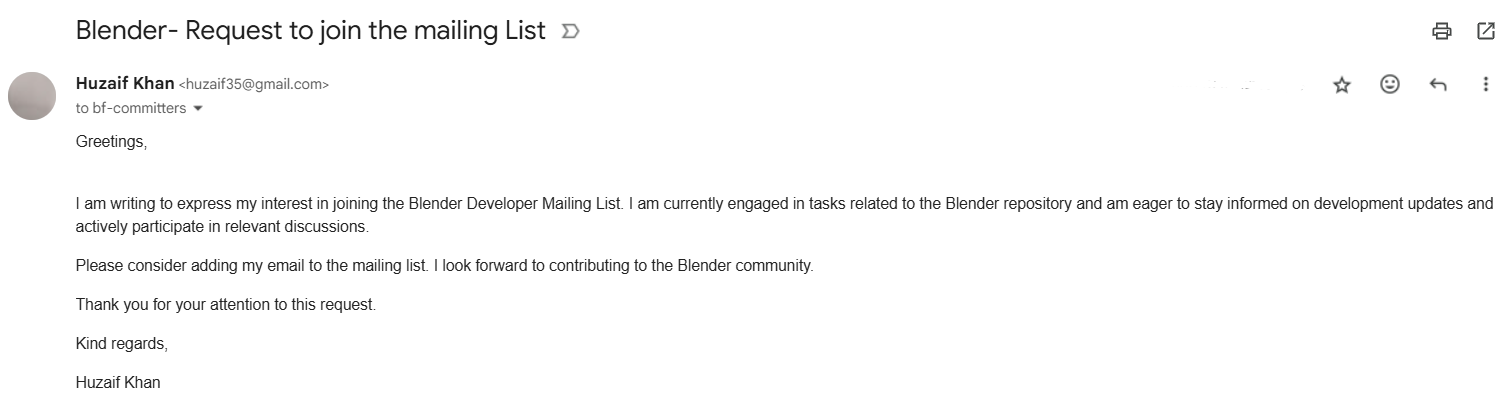 Blender- Request to join the mailing List
Huzaif Khan <huzaif35@gmail.com>
to bf-committers
Greetings,
I am writing to express my interest in joining the Blender Developer Mailing List. I am currently engaged in tasks related to the Blender repository and am eager to stay informed on development updates and
actively participate in relevant discussions.
Please consider adding my email to the mailing list. I look forward to contributing to the Blender community.
Thank you for your attention to this request.
Kind regards,
Huzaif Khan